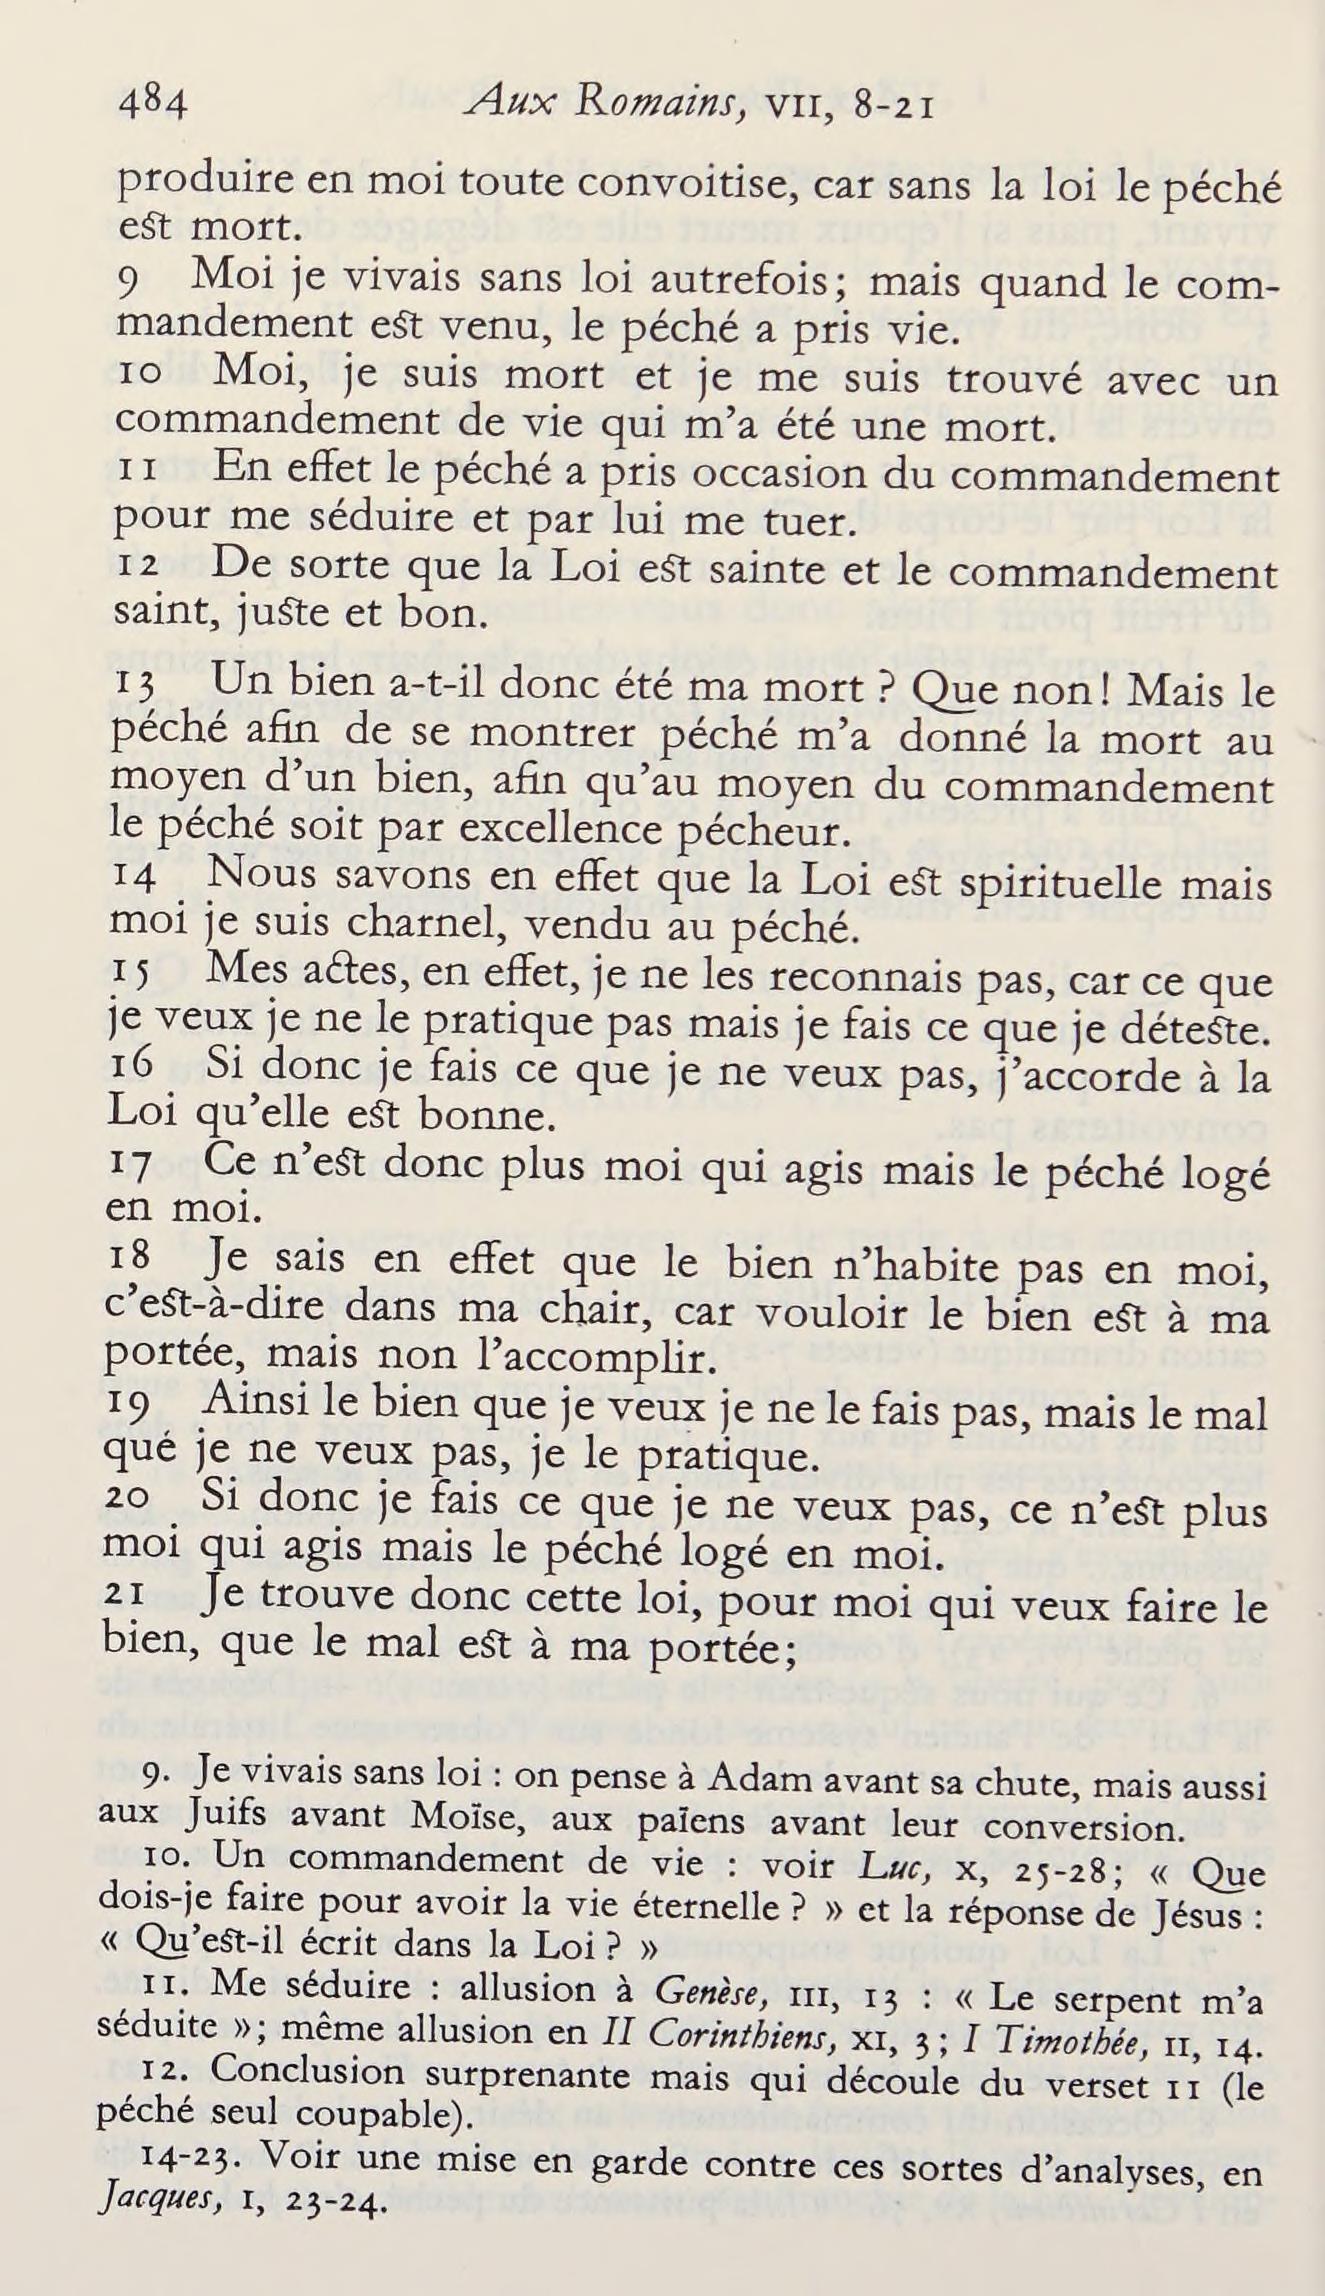 484 Aux Romains, VII, 8-21
produire en moi toute convoitise, car sans la loi le péché
est mort.
9 Moi je vivais sans loi autrefois; mais quand le com-
mandement est venu, le péché a pris vie.
10 Moi, je suis mort et je me suis trouvé avec un
commandement de vie qui m’a été une mort.
11 En effet le péché a pris occasion du commandement
pour me séduire et par lui me tuer.
12 De sorte que la Loi est sainte et le commandement
saint, juste et bon.
13 Un bien a-t-il donc été ma mort ? Que non! Mais le
péché afin de se montrer péché m’a donné la mort au
moyen d’un bien, afin qu’au moyen du commandement
le péché soit par excellence pécheur.
14 Nous savons en effet que la Loi est spirituelle mais
moi je suis charnel, vendu au péché.
15 Mes actes, en effet, je ne les reconnais pas, car ce que
je veux je ne le pratique pas mais je fais ce que je déteste.
16 Si donc je fais ce que je ne veux pas, j’accorde à la
Loi qu’elle est bonne.
17 Ce n’est donc plus moi qui agis mais le péché logé
en moi.
18 Je sais en effet que le bien n’habite pas en moi,
c’est-à-dire dans ma chair, car vouloir le bien est à ma
portée, mais non l’accomplir.
19 Ainsi le bien que je veux je ne le fais pas, mais le mal
que je ne veux pas, je le pratique.
20 Si donc je fais ce que je ne veux pas, ce n’est plus
moi qui agis mais le péché logé en moi.
21 Je trouve donc cette loi, pour moi qui veux faire le
bien, que le mal est à ma portée;
9. Je vivais sans loi : on pense à Adam avant sa chute, mais aussi
aux Juifs avant Moïse, aux païens avant leur conversion.
10. Un commandement de vie : voir Luc, X, 25-28; « Que
dois-je faire pour avoir la vie éternelle ? » et la réponse de Jésus :
« Qu’est-il écrit dans la Loi ? »
11. Me séduire : allusion à Genèse, III, 13 : « Le serpent m’a
séduite »; même allusion en II Corinthiens, XI, 3; I Timothée, II, 14.
12. Conclusion surprenante mais qui découle du verset 11 (le
péché seul coupable).
14-23. Voir une mise en garde contre ces sortes d’analyses, en
Jacques, I, 23-24.